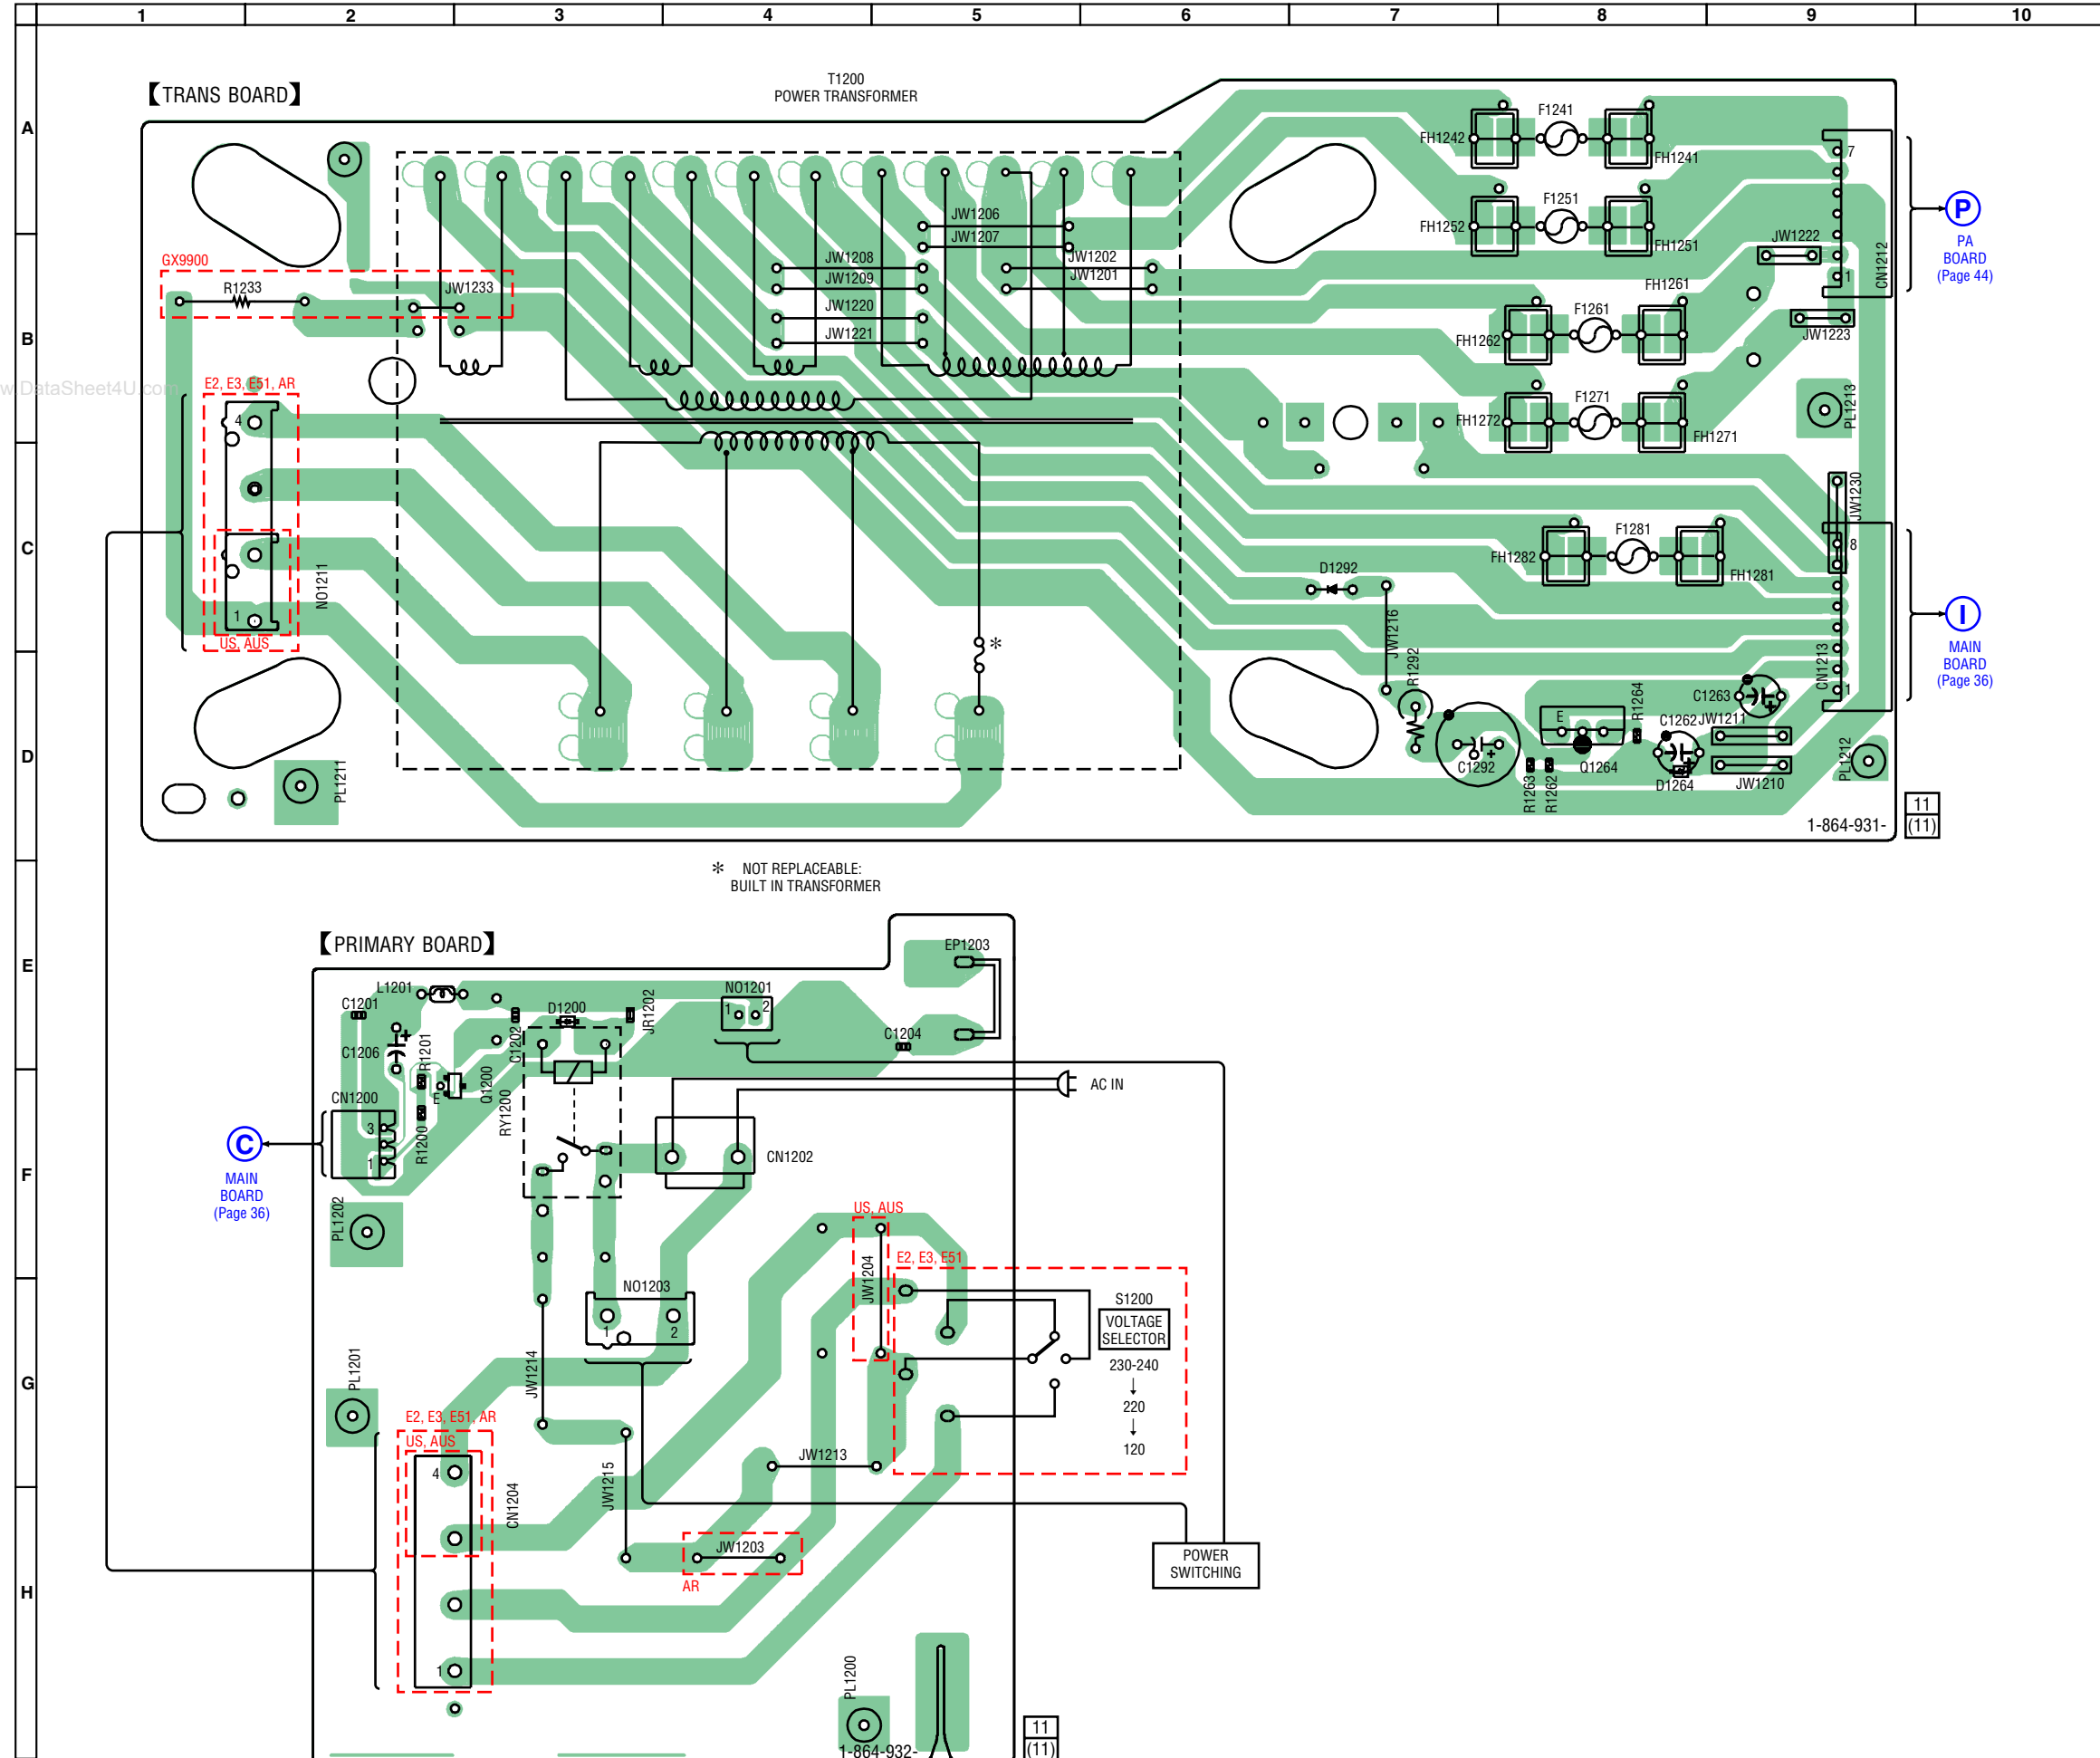 1 2 3 4 5 6 7 8 9 10
A
B
C
D
E
F
G
H
【TRANS BOARD】
T1200
POWER TRANSFORMER
FH1242
F1241
FH1241
7
FH1252
F1251
FH1251
P
PA
BOARD
(Page 44)
JW1206
JW1207
JW1208
JW1209
JW1202
JW1201
JW1220
JW1221
JW1222
CN1212
1
GX9900
R1233
JW1233
FH1261
F1261
FH1262
JW1223
w.DataSheet4U.com
E2, E3, E51, AR
4
F1271
FH1272
FH1271
PL1213
JW1230
NO1211
1
US, AUS
*
F1281
FH1282
FH1281
8
D1292
JW1216
R1292
I
MAIN
BOARD
(Page 36)
CN1213
1
C1263
R1264
C1262
JW1211
E
C1292
Q1264
D1264
JW1210
R1263
R1262
PL1212
PL1211
1-864-931-
11
(11)
* NOT REPLACEABLE:
BUILT IN TRANSFORMER
【PRIMARY BOARD】
EP1203
L1201
C1201
NO1201
1 2
D1200
JR1202
C1202
C1204
C1206
R1201
Q1200
E
RY1200
AC IN
CN1200
3
1
R1200
C
MAIN
BOARD
(Page 36)
CN1202
PL1202
US, AUS
E2, E3, E51
JW1204
NO1203
1 2
S1200
VOLTAGE
SELECTOR
230-240
↓
220
↓
120
PL1201
JW1214
E2, E3, E51, AR
US, AUS
4
CN1204
JW1213
JW1215
JW1203
AR
POWER
SWITCHING
1
PL1200
1-864-932-
11
(11)